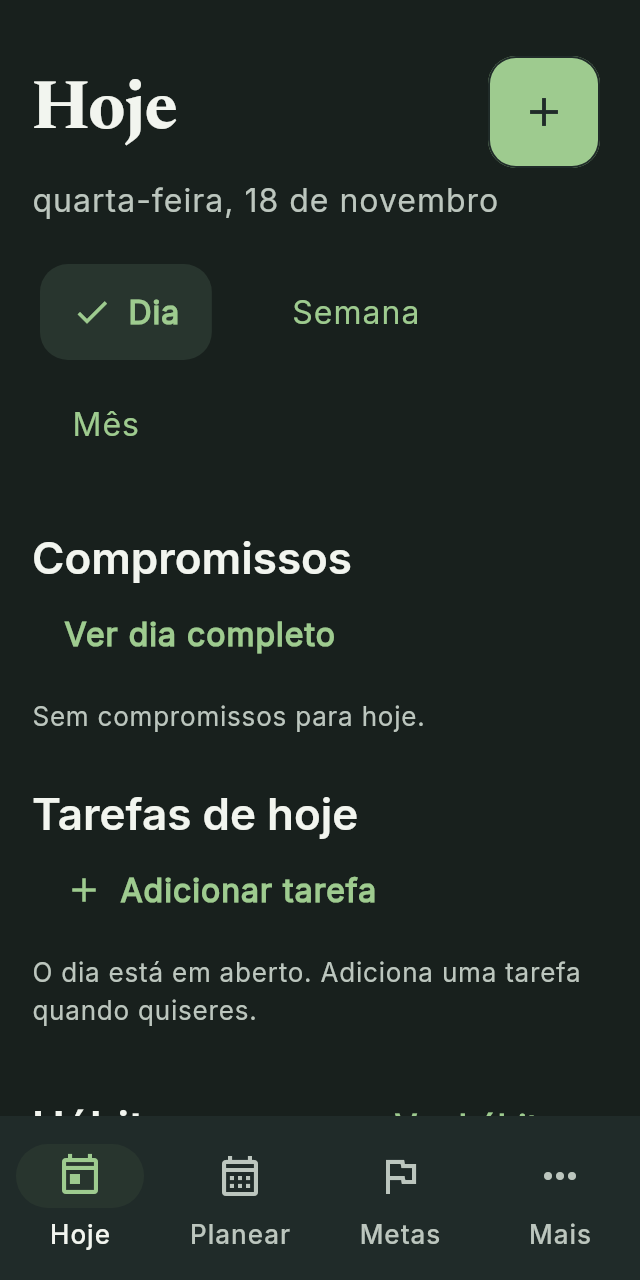 Hoje
quarta-feira, 18 de novembro
Dia
Semana
Mês
Compromissos
Ver dia completo
Sem compromissos para hoje.
Tarefas de hoje
Adicionar tarefa
O dia está em aberto. Adiciona uma tarefa
quando quiseres.
Hoje
Planear
Metas
Mais